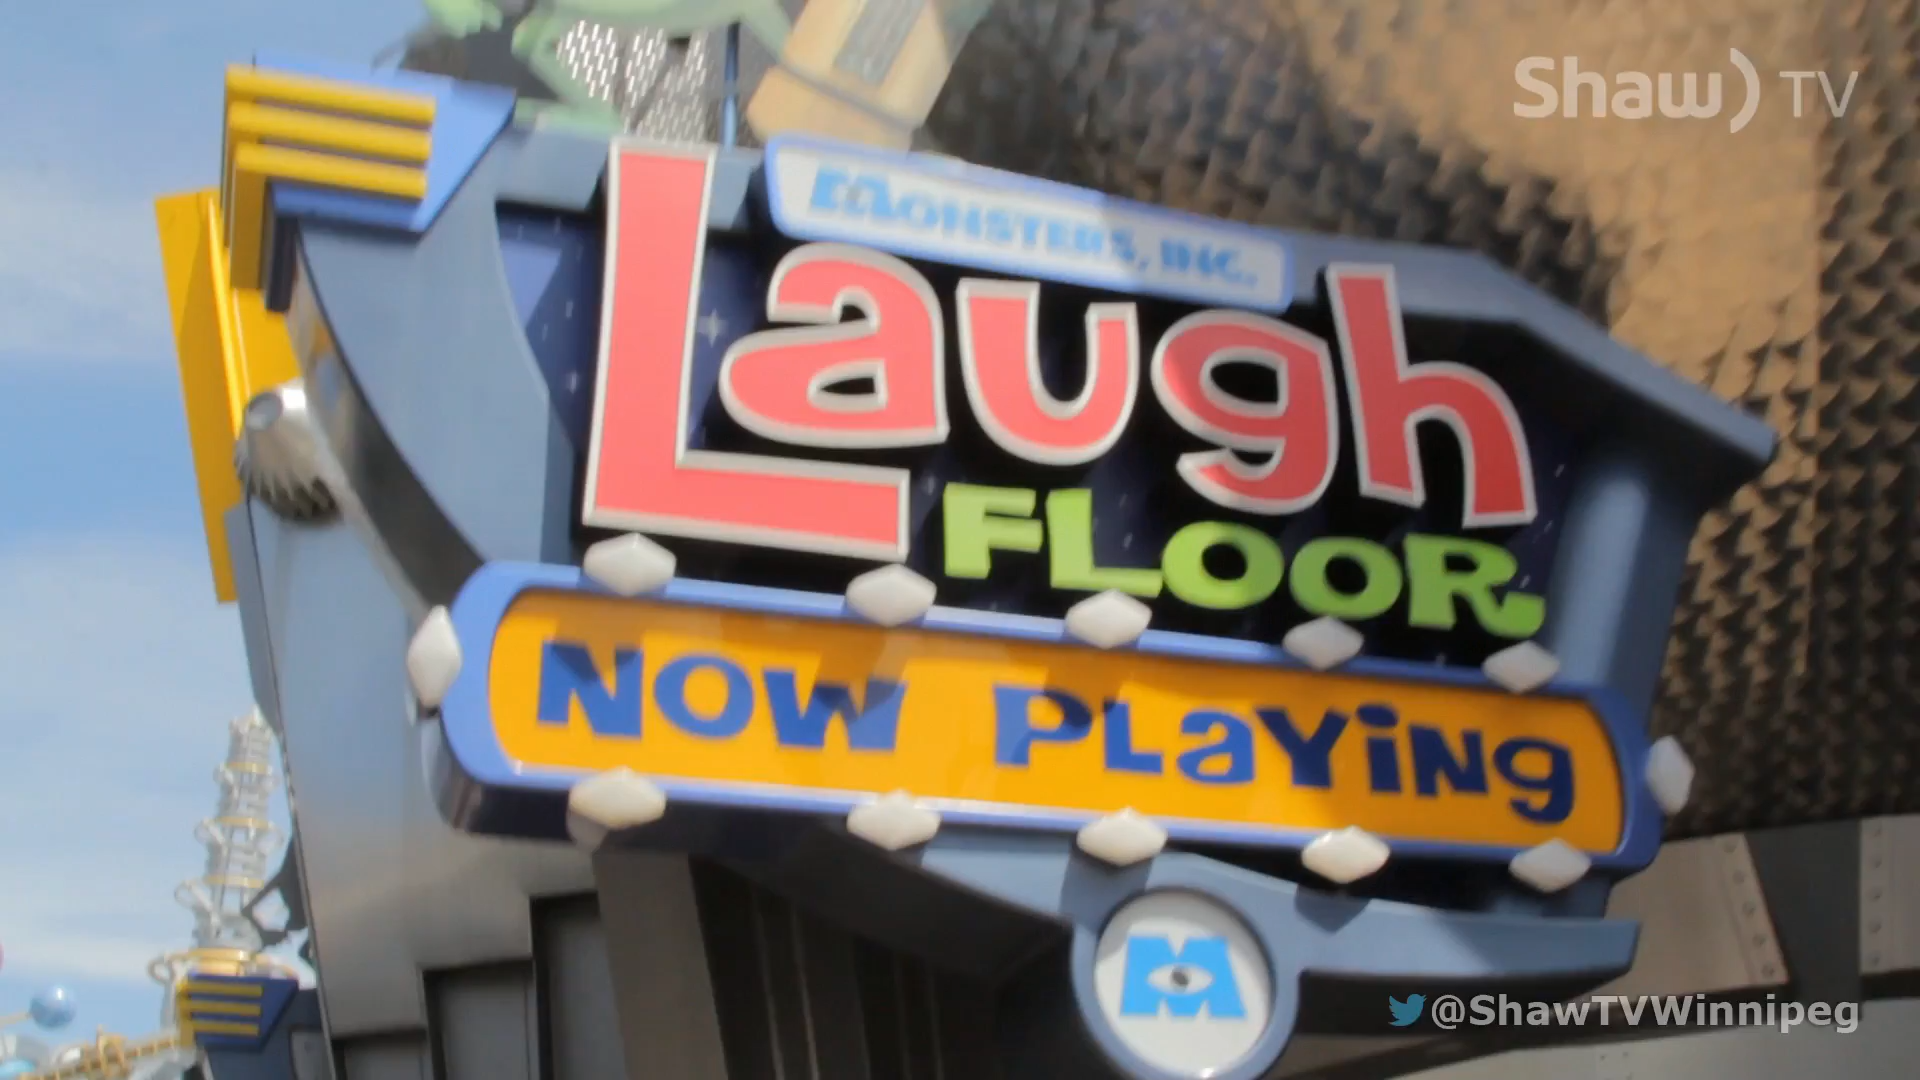 Shaw) TV
MONSTERS, INC.
Laugh
FLOOR
NOW PLAYING
M
@ShawTVWinnipeg